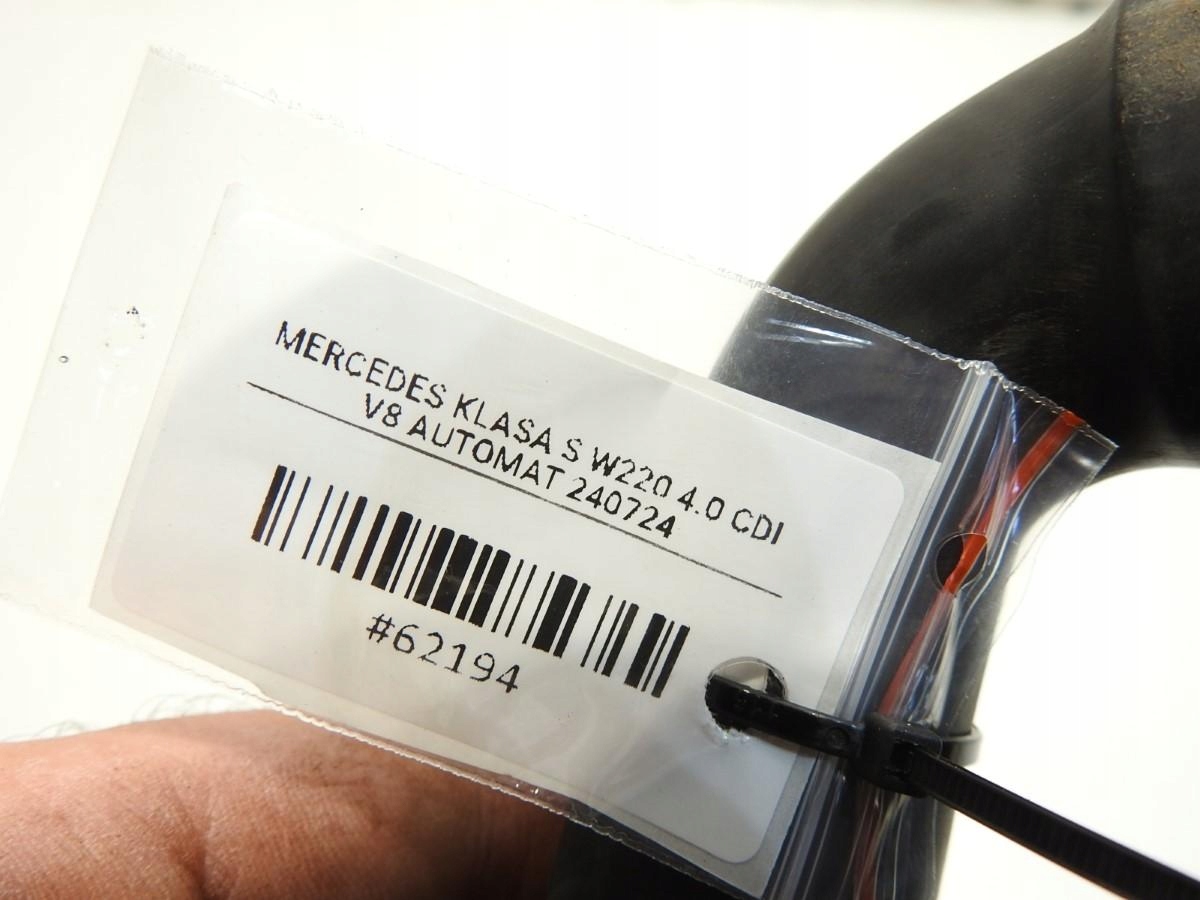 MERCEDES KLASA S W220 4.0 CDI
V8 AUTOMAT 240724
#62194